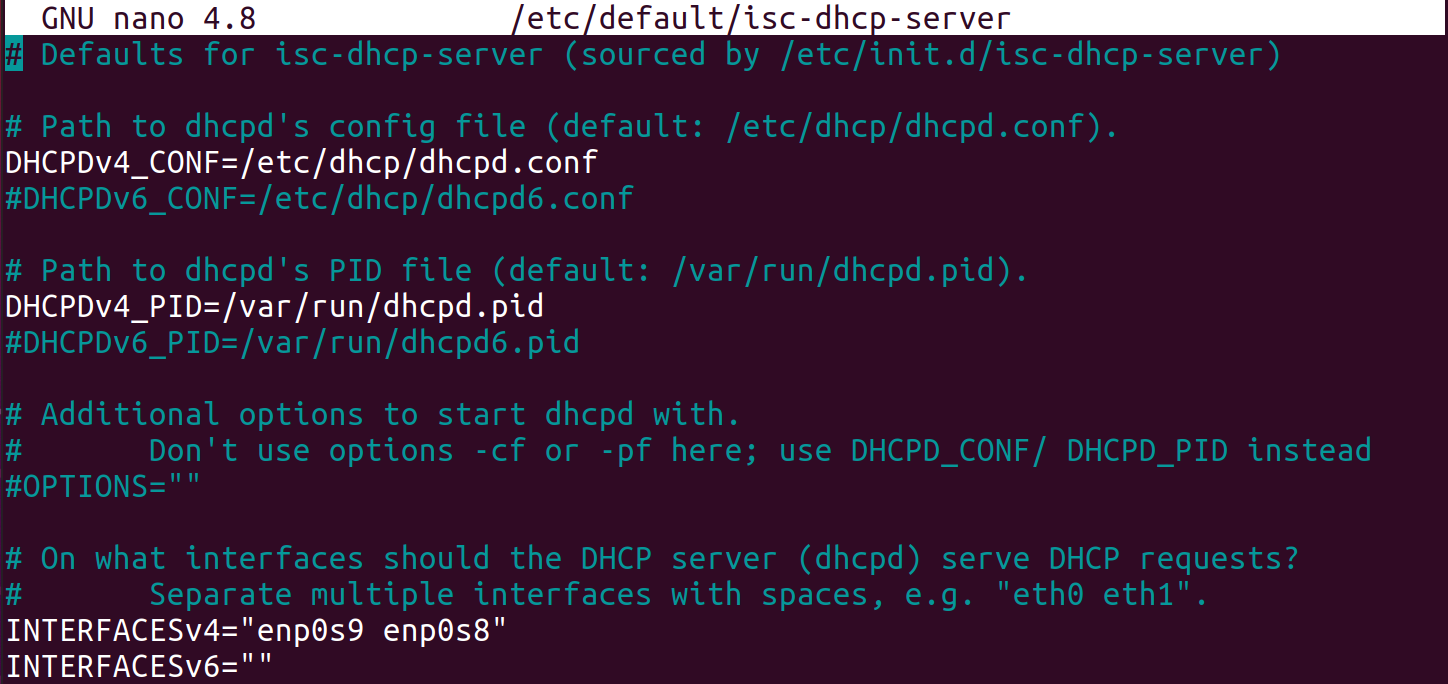 GNU nano 4.8 /etc/default/isc-dhcp-server
# Defaults for isc-dhcp-server (sourced by /etc/init.d/isc-dhcp-server)
# Path to dhcpd's config file (default: /etc/dhcp/dhcpd.conf).
DHCPDv4_CONF=/etc/dhcp/dhcpd.conf
#DHCPDv6_CONF=/etc/dhcp/dhcpd6.conf
# Path to dhcpd's PID file (default: /var/run/dhcpd.pid).
DHCPDv4_PID=/var/run/dhcpd.pid
#DHCPDv6_PID=/var/run/dhcpd6.pid
# Additional options to start dhcpd with.
#       Don't use options -cf or -pf here; use DHCPD_CONF/ DHCPD_PID instead
#OPTIONS=""
# On what interfaces should the DHCP server (dhcpd) serve DHCP requests?
#       Separate multiple interfaces with spaces, e.g. "eth0 eth1".
INTERFACESv4="enp0s9 enp0s8"
INTERFACESv6=""